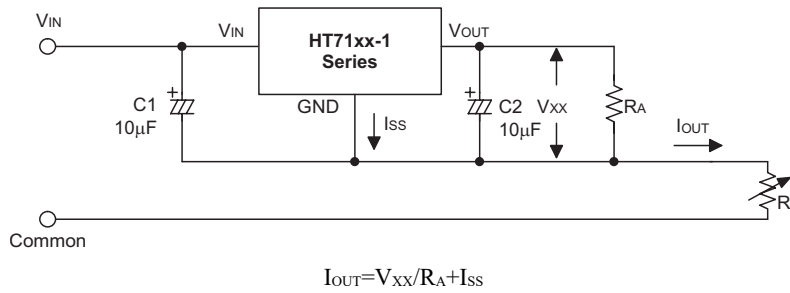 VIN
VIN
HT71xx-1
Series
VOUT
GND
C1
10μF
ISS
C2
10μF
VXX
RA
IOUT
RL
Common
IOUT=VXX/RA+ISS